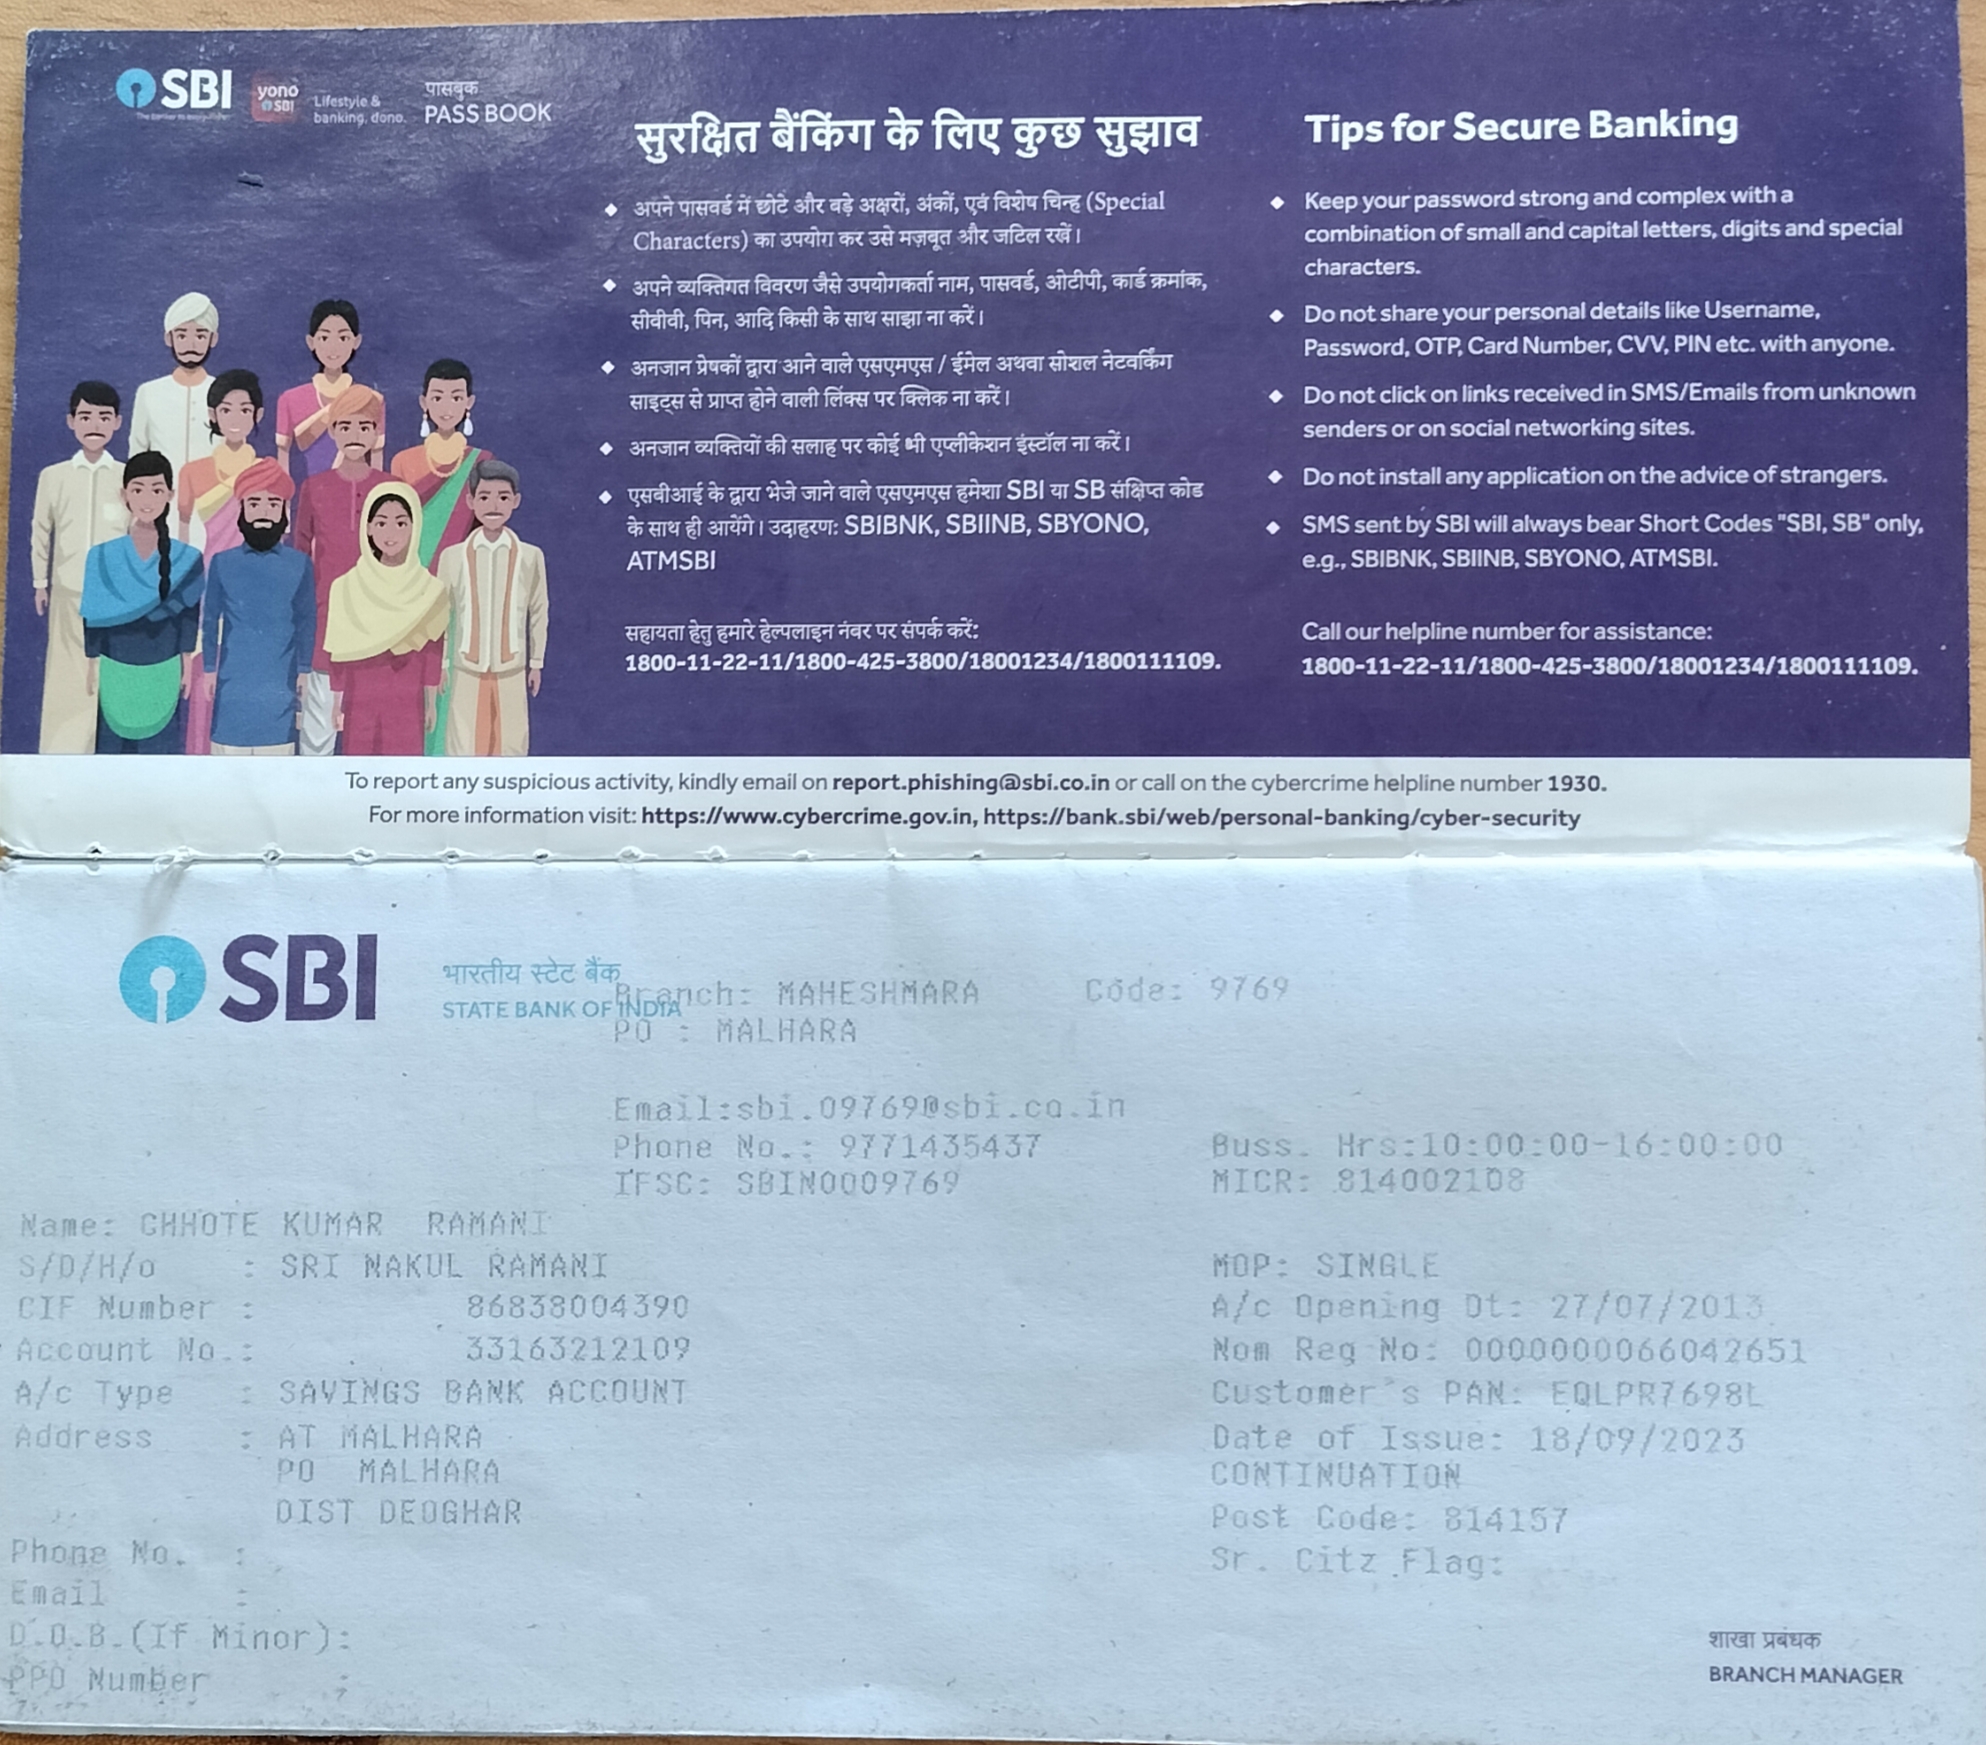 SBI
yono
SBI
Lifestyle &
banking, dono.
पासबुक
PASS BOOK
सुरक्षित बैंकिंग के लिए कुछ सुझाव
◆ अपने पासवर्ड में छोटे और बड़े अक्षरों, अंकों, एवं विशेष चिन्ह (Special
Characters) का उपयोग कर उसे मज़बूत और जटिल रखें।
◆ अपने व्यक्तिगत विवरण जैसे उपयोगकर्ता नाम, पासवर्ड, ओटीपी, कार्ड क्रमांक,
सीवीवी, पिन, आदि किसी के साथ साझा ना करें।
◆ अनजान प्रेषकों द्वारा आने वाले एसएमएस / ईमेल अथवा सोशल नेटवर्किंग
साइट्स से प्राप्त होने वाली लिंक्स पर क्लिक ना करें।
◆ अनजान व्यक्तियों की सलाह पर कोई भी एप्लीकेशन इंस्टॉल ना करें।
◆ एसबीआई के द्वारा भेजे जाने वाले एसएमएस हमेशा SBI या SB संक्षिप्त कोड
के साथ ही आयेंगे। उदाहरण: SBIBNK, SBIINB, SBYONO,
ATMSBI
सहायता हेतु हमारे हेल्पलाइन नंबर पर संपर्क करें:
1800-11-22-11/1800-425-3800/18001234/1800111109.
Tips for Secure Banking
◆ Keep your password strong and complex with a
combination of small and capital letters, digits and special
characters.
◆ Do not share your personal details like Username,
Password, OTP, Card Number, CVV, PIN etc. with anyone.
◆ Do not click on links received in SMS/Emails from unknown
senders or on social networking sites.
◆ Do not install any application on the advice of strangers.
◆ SMS sent by SBI will always bear Short Codes "SBI, SB" only,
e.g., SBIBNK, SBIINB, SBYONO, ATMSBI.
Call our helpline number for assistance:
1800-11-22-11/1800-425-3800/18001234/1800111109.
To report any suspicious activity, kindly email on report.phishing@sbi.co.in or call on the cybercrime helpline number 1930.
For more information visit: https://www.cybercrime.gov.in, https://bank.sbi/web/personal-banking/cyber-security
SBI
भारतीय स्टेट बैंक
STATE BANK OF INDIA
Branch: MAHESHMARA Code: 9769
PO : MALHARA
Email:sbi.09769@sbi.co.in
Phone No.: 9771435437 Buss. Hrs:10:00:00-16:00:00
IFSC: SBIN0009769 MICR: 814002108
Name: CHHOTE KUMAR RAMANI
S/D/H/o : SRI NAKUL RAMANI MOP: SINGLE
CIF Number : 86838004390 A/c Opening Dt: 27/07/2013
Account No.: 33163212109 Nom Reg No: 0000000066042651
A/c Type : SAVINGS BANK ACCOUNT Customer's PAN: EQLPR7698L
Address : AT MALHARA Date of Issue: 18/09/2023
PO MALHARA CONTINUATION
DIST DEOGHAR Post Code: 814157
Phone No. : Sr. Citz Flag:
Email :
D.O.B.(If Minor):
PPO Number :
शाखा प्रबंधक
BRANCH MANAGER